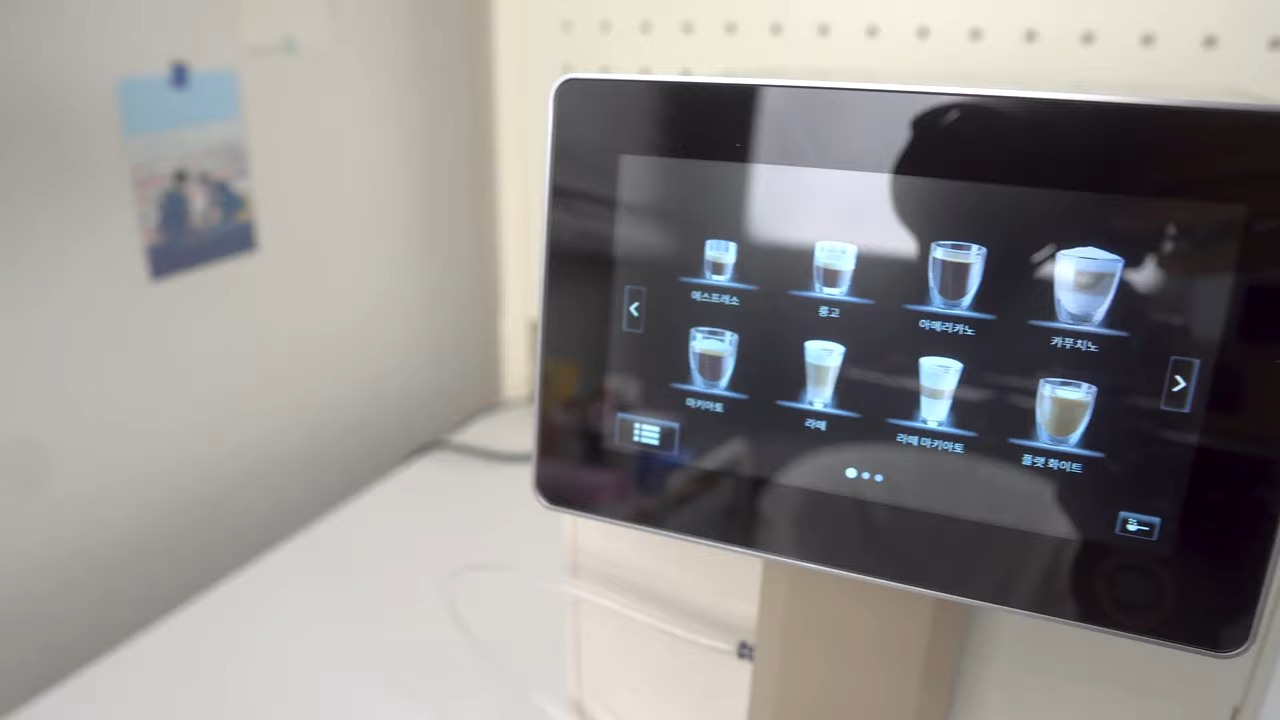 에스프레소
룽고
아메리카노
카푸치노
마키아토
라떼
라떼 마키아토
플랫 화이트